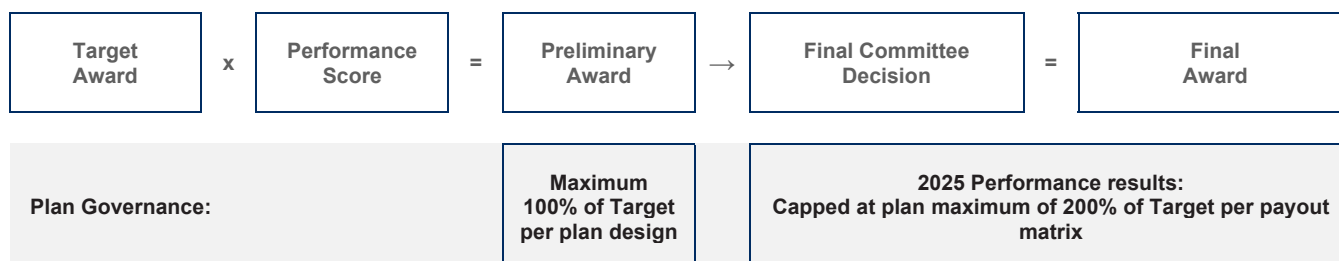 Target
Award
x
Performance
Score
=
Preliminary
Award
→
Final Committee
Decision
=
Final
Award
Plan Governance:
Maximum
100% of Target
per plan design
2025 Performance results:
Capped at plan maximum of 200% of Target per payout
matrix